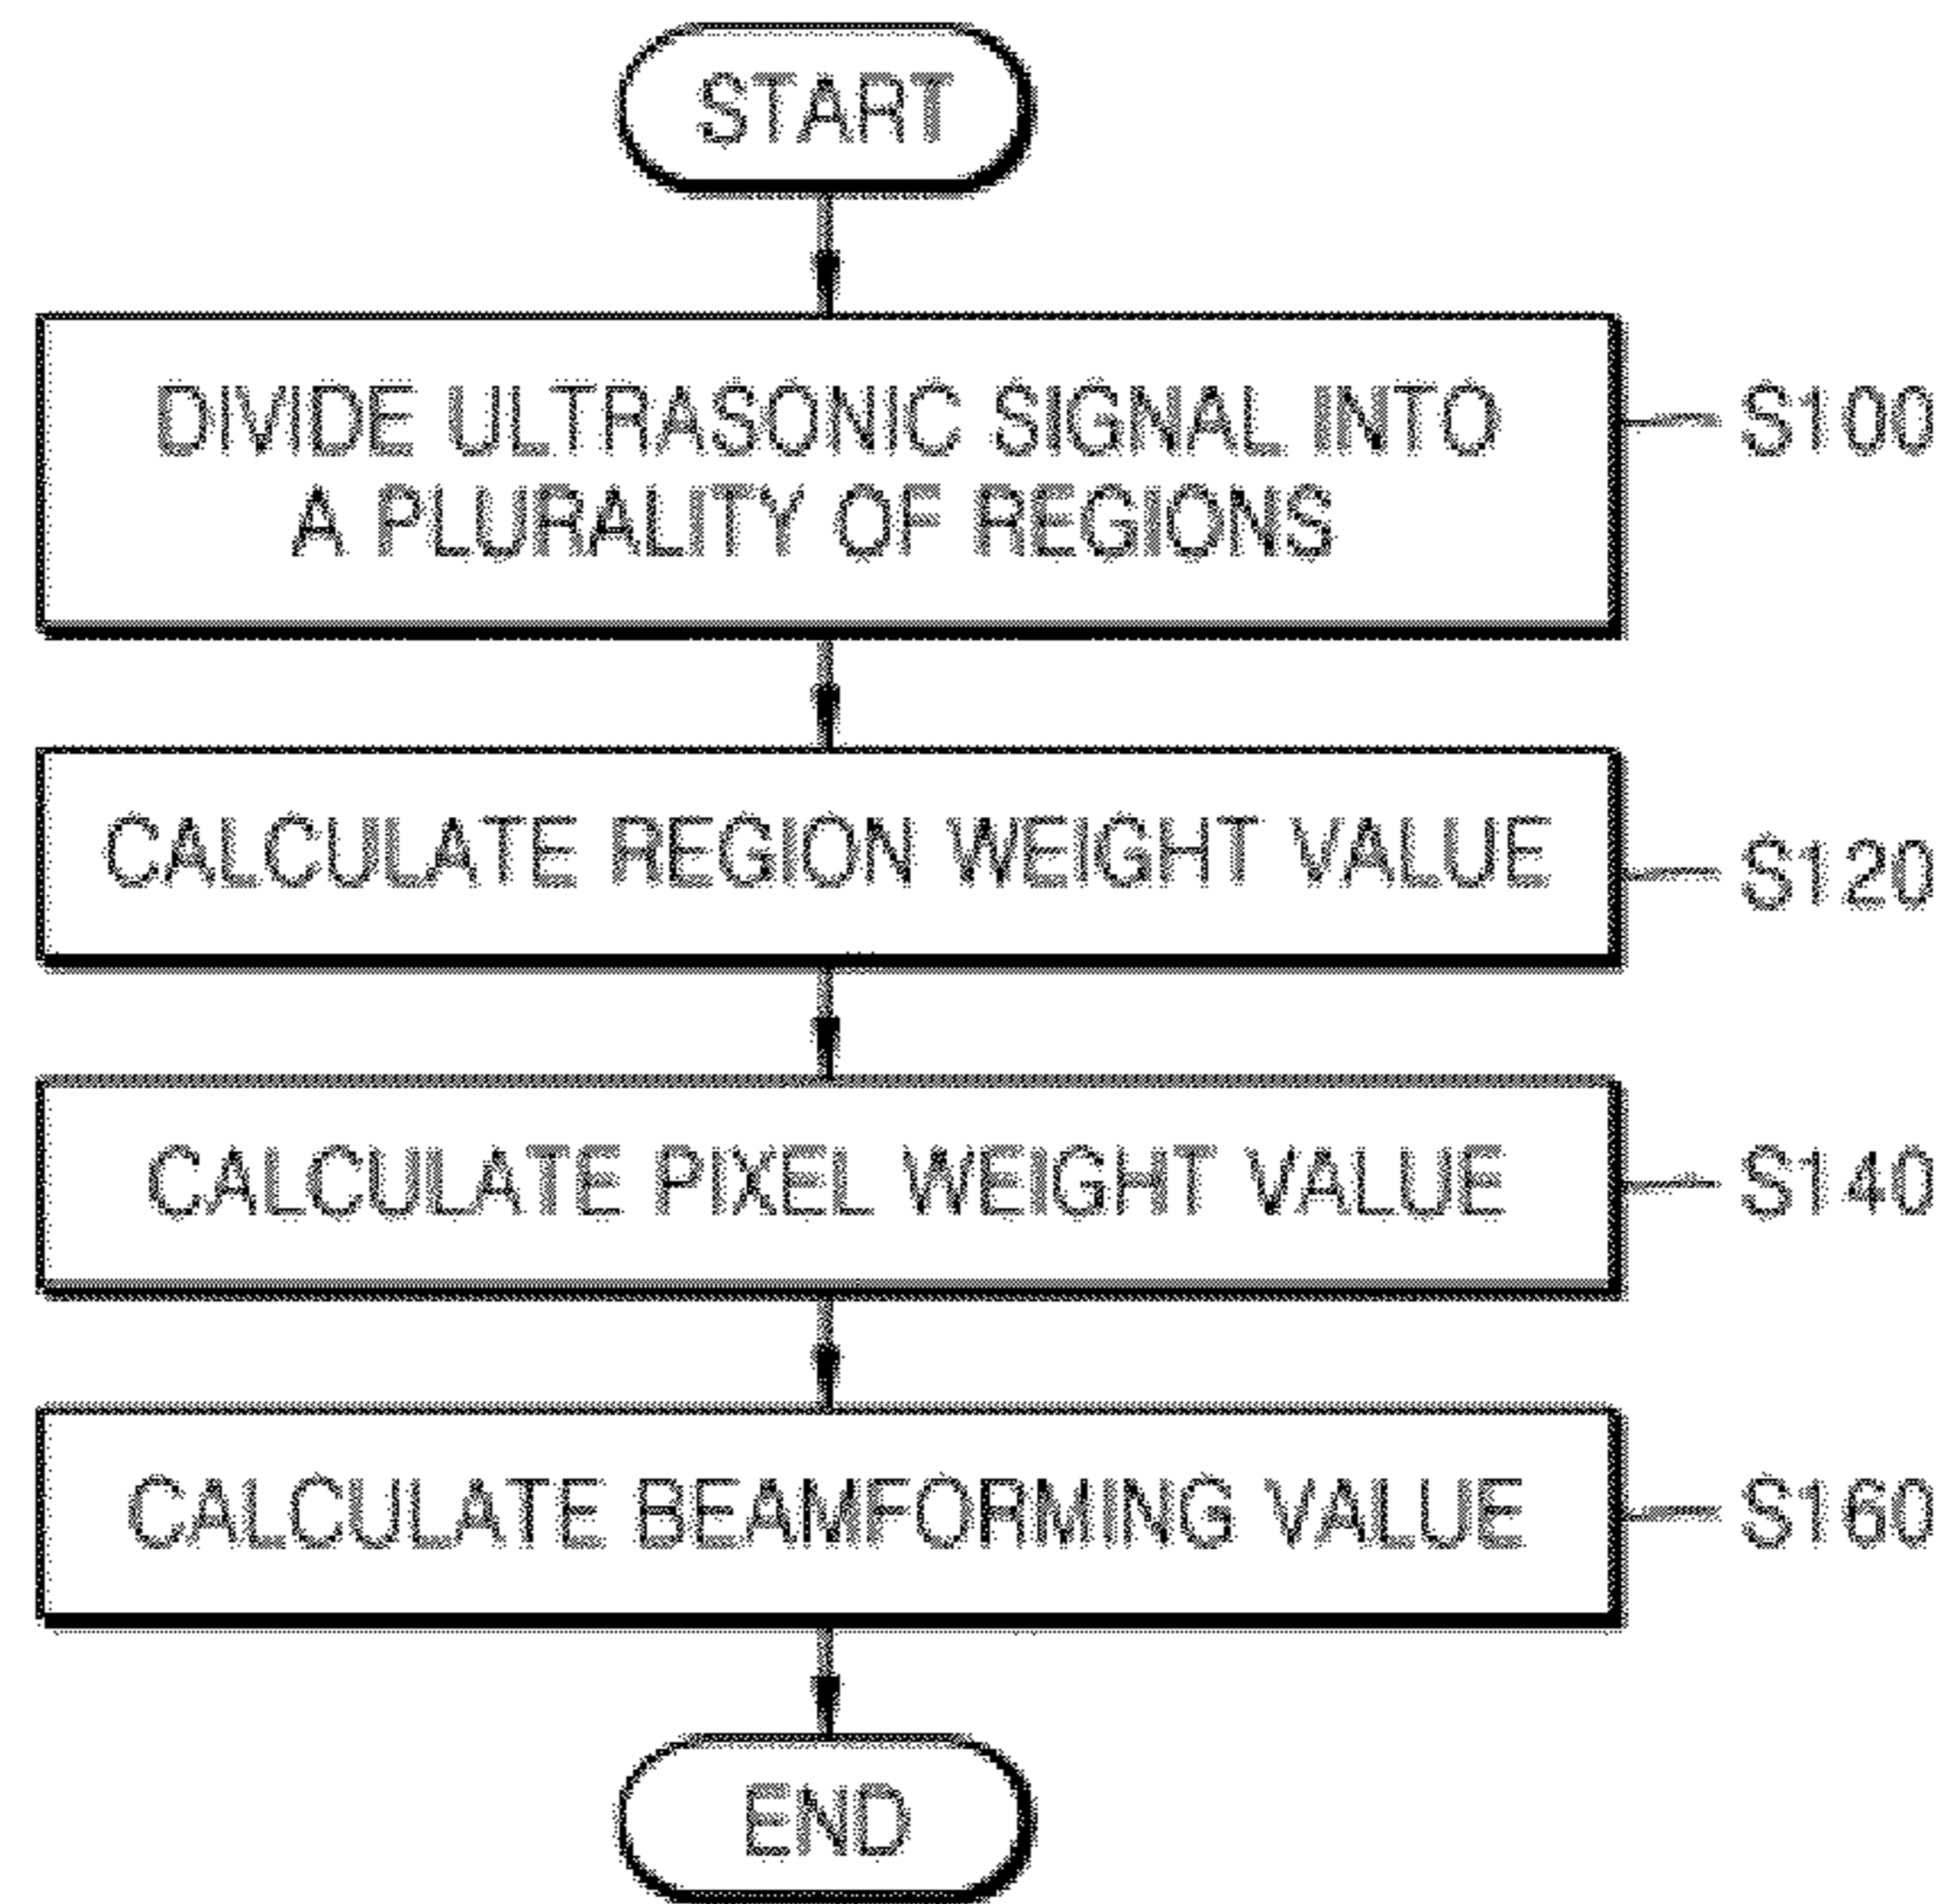 START
DIVIDE ULTRASONIC SIGNAL INTO
A PLURALITY OF REGIONS
S100
CALCULATE REGION WEIGHT VALUE
S120
CALCULATE PIXEL WEIGHT VALUE
S140
CALCULATE BEAMFORMING VALUE
S160
END